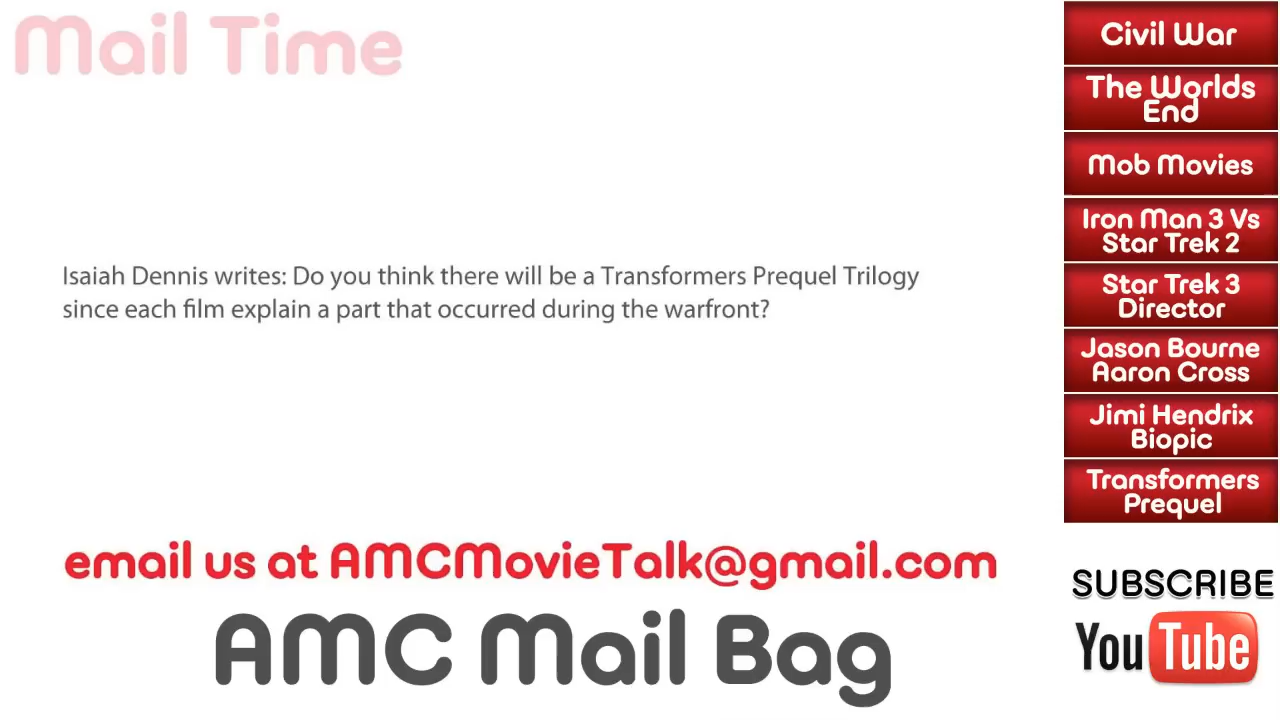 Mail Time
Isaiah Dennis writes: Do you think there will be a Transformers Prequel Trilogy
since each film explain a part that occurred during the warfront?
email us at AMCMovieTalk@gmail.com
AMC Mail Bag
Civil War
The Worlds
End
Mob Movies
Iron Man 3 Vs
Star Trek 2
Star Trek 3
Director
Jason Bourne
Aaron Cross
Jimi Hendrix
Biopic
Transformers
Prequel
SUBSCRIBE
YouTube